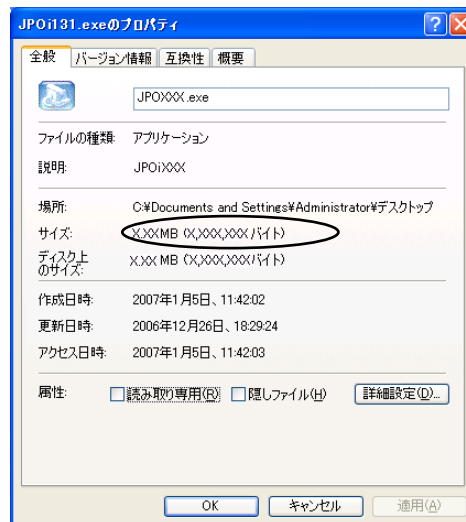 JPOi131.exeのプロパティ
全般 バージョン情報 互換性 概要
JPOXXX.exe
ファイルの種類: アプリケーション
説明: JPOiXXX
場所: C:¥Documents and Settings¥Administrator¥デスクトップ
サイズ: X.XXMB (X,XXX,XXXバイト)
ディスク上
のサイズ: X.XX MB (X,XXX,XXXバイト)
作成日時: 2007年1月5日、11:42:02
更新日時: 2006年12月26日、18:29:24
アクセス日時: 2007年1月5日、11:42:03
属性: 読み取り専用(R) 隠しファイル(H) 詳細設定(D)...
OK キャンセル 適用(A)